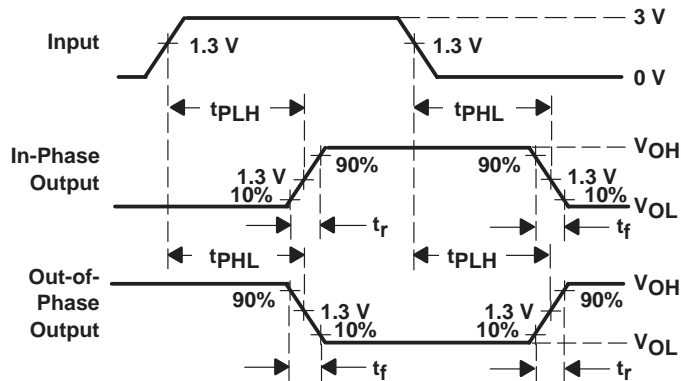 3 V
Input
1.3 V
1.3 V
0 V
tPLH
tPHL
In-Phase
Output
VOH
90%
90%
1.3 V
1.3 V
10%
10%
VOL
tr
tf
tPHL
tPLH
Out-of-
Phase
Output
VOH
90%
90%
1.3 V
1.3 V
10%
10%
VOL
tf
tr